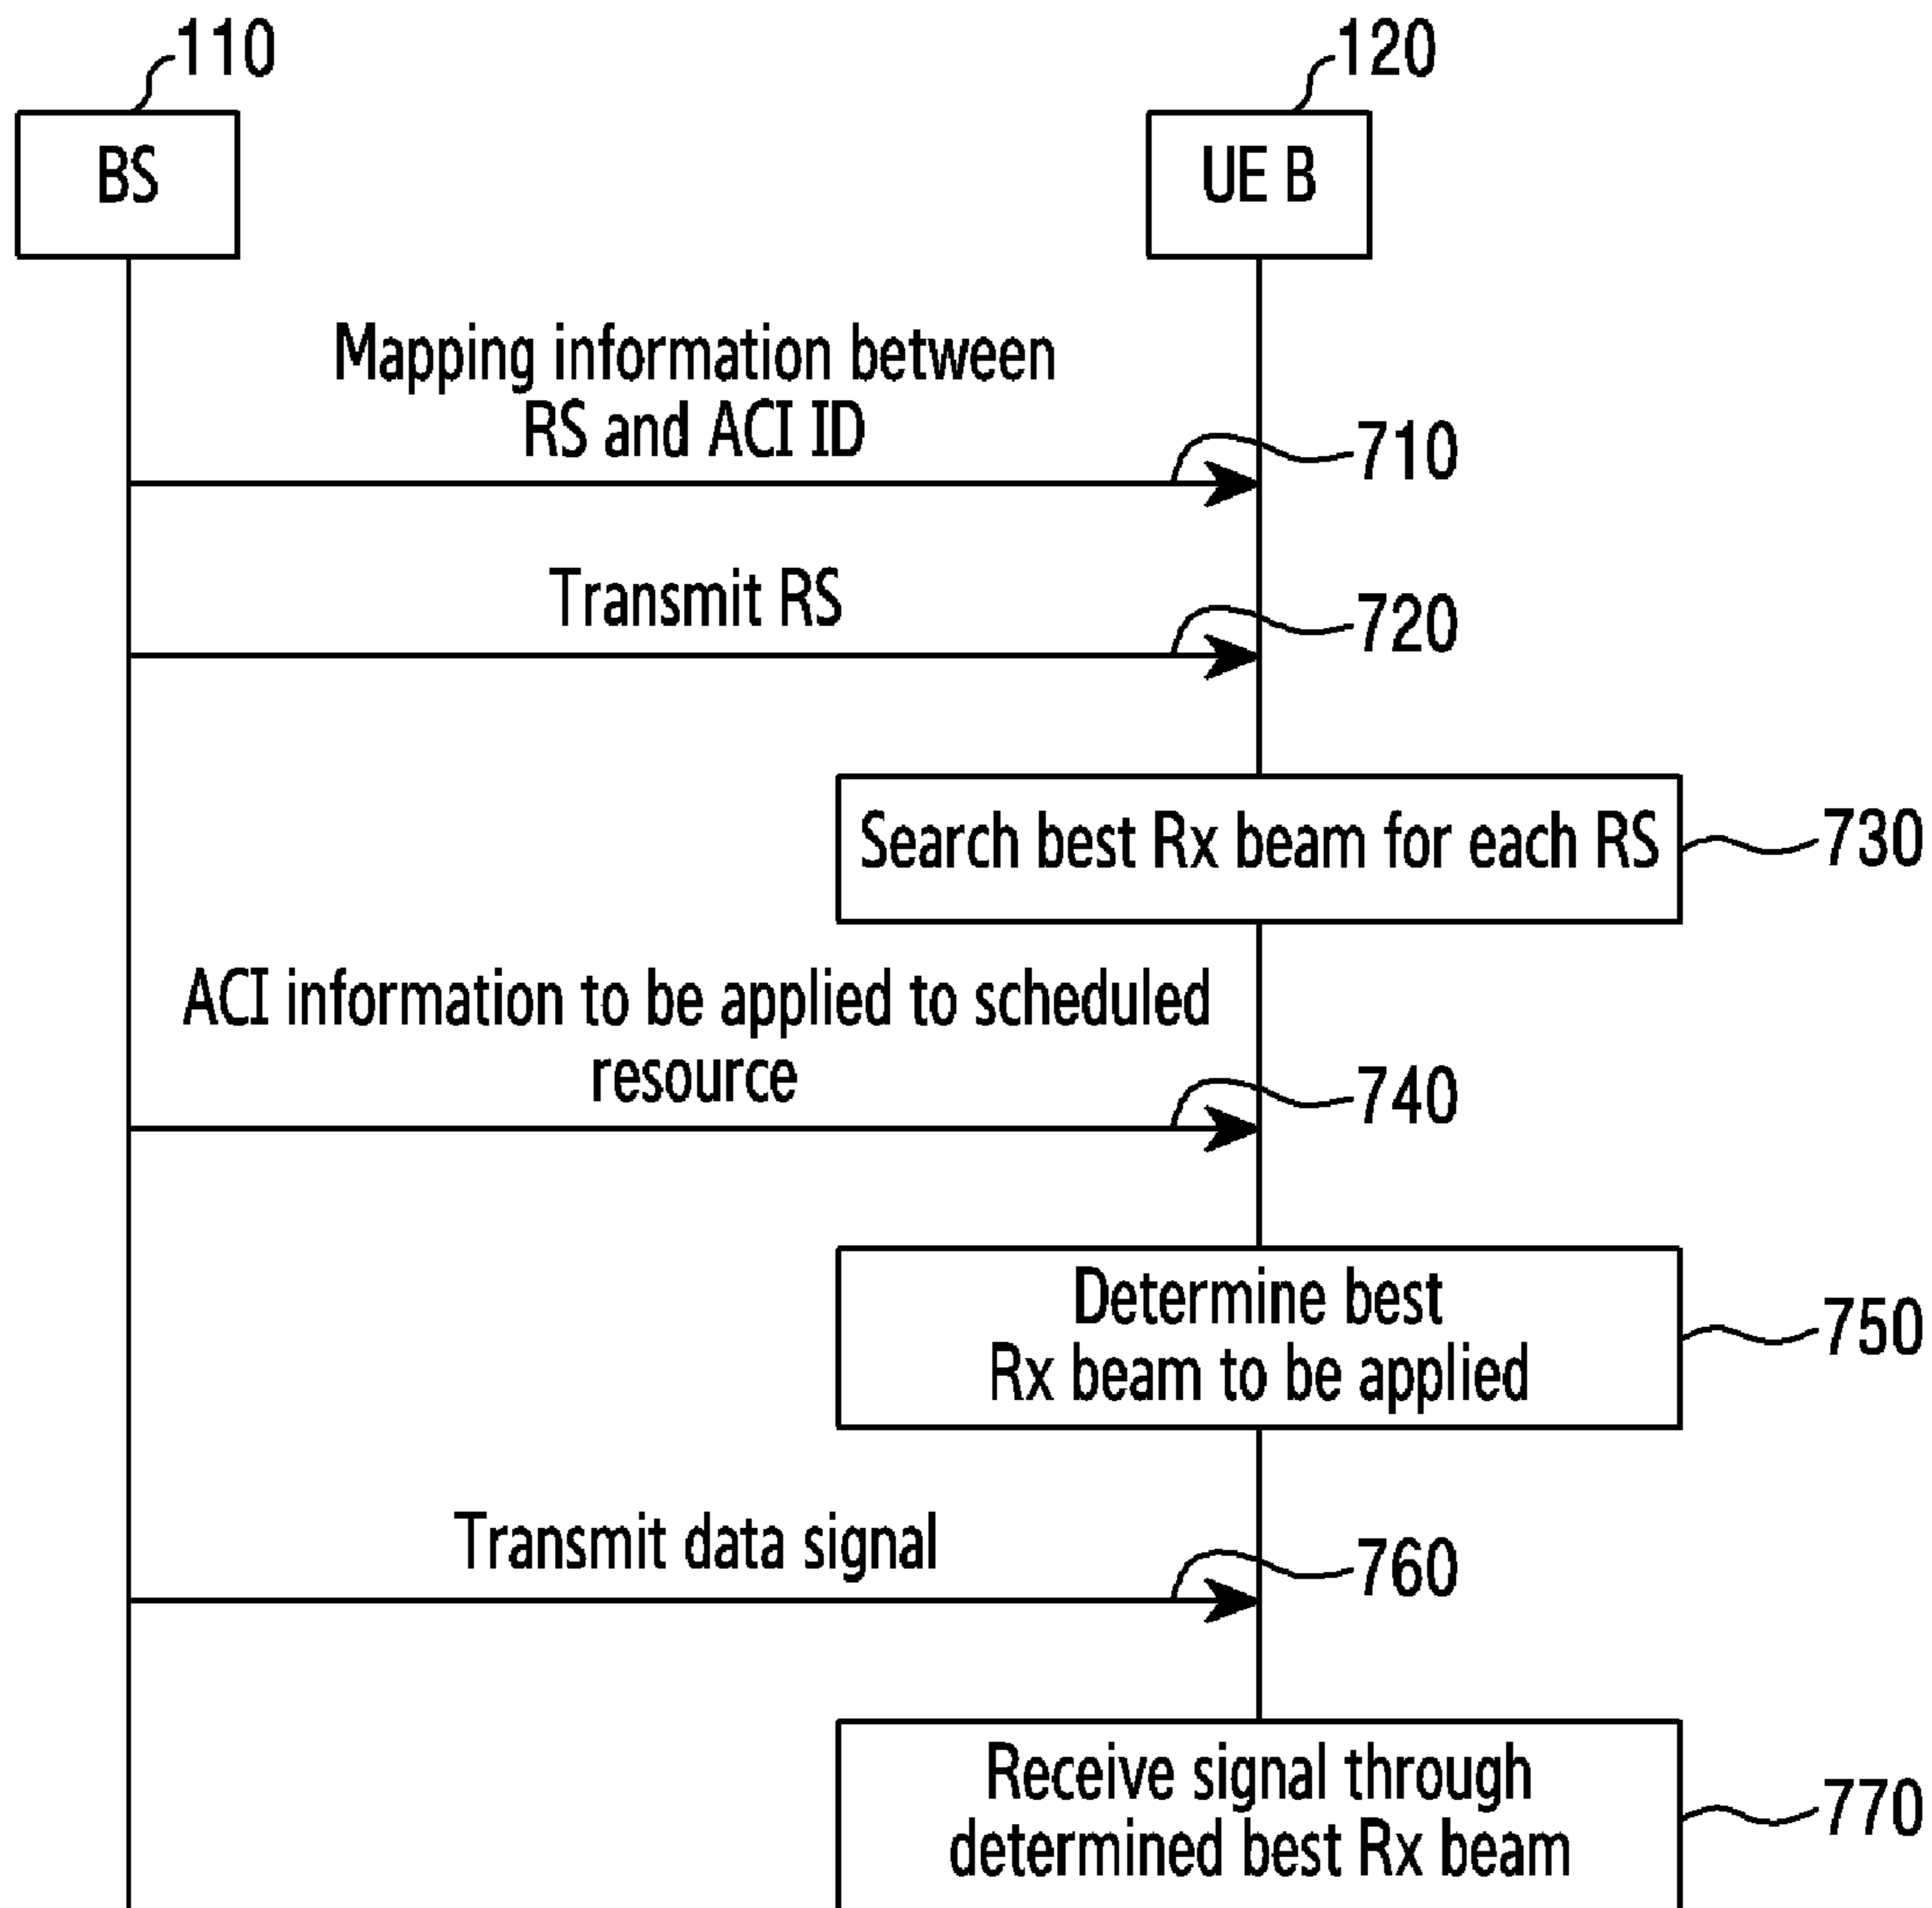 110
120
BS
UE B
Mapping information between
RS and ACI ID
710
Transmit RS
720
Search best Rx beam for each RS
730
ACI information to be applied to scheduled
resource
740
Determine best
Rx beam to be applied
750
Transmit data signal
760
Receive signal through
determined best Rx beam
770